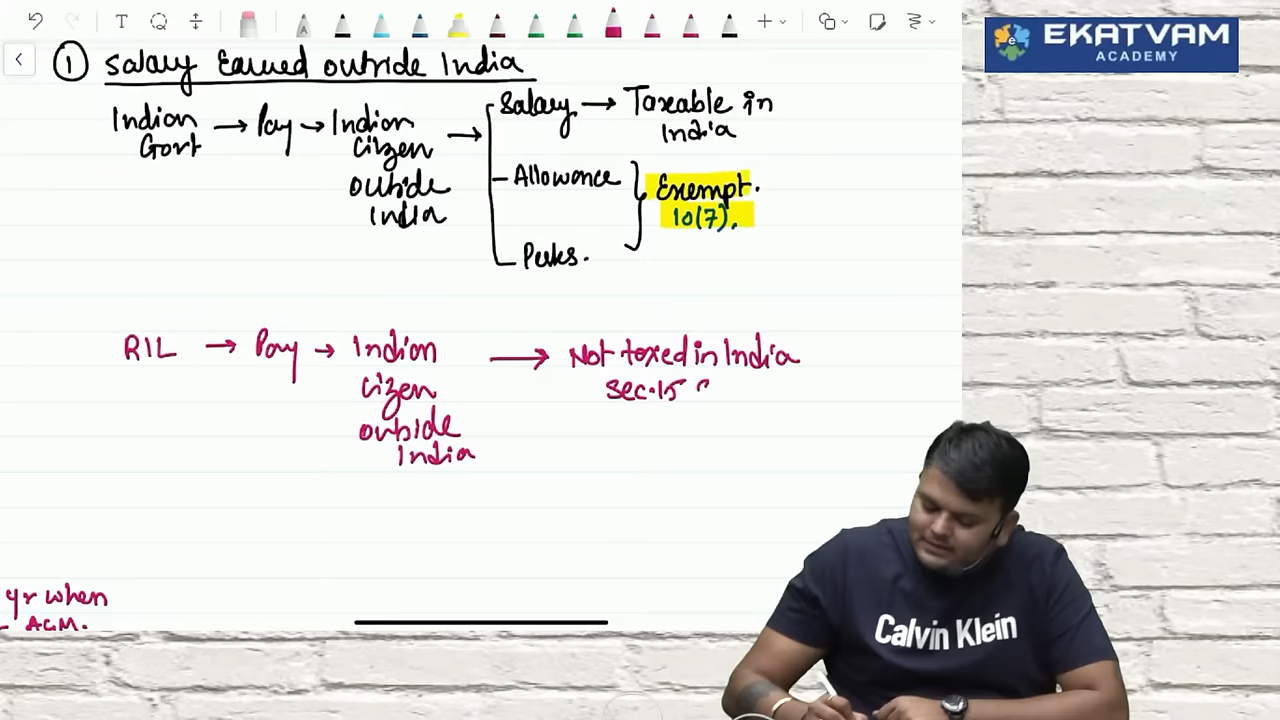 EKATVAM
ACADEMY
① Salary Earned outside India
Indian Govt → Pay → Indian Citizen outside India →
Salary → Taxable in India
Allowance
Perks.
Exempt.
10(7).
RIL → Pay → Indian Cizen outside India → Not taxed in India
Sec.15
yr when
AGM.
Calvin Klein